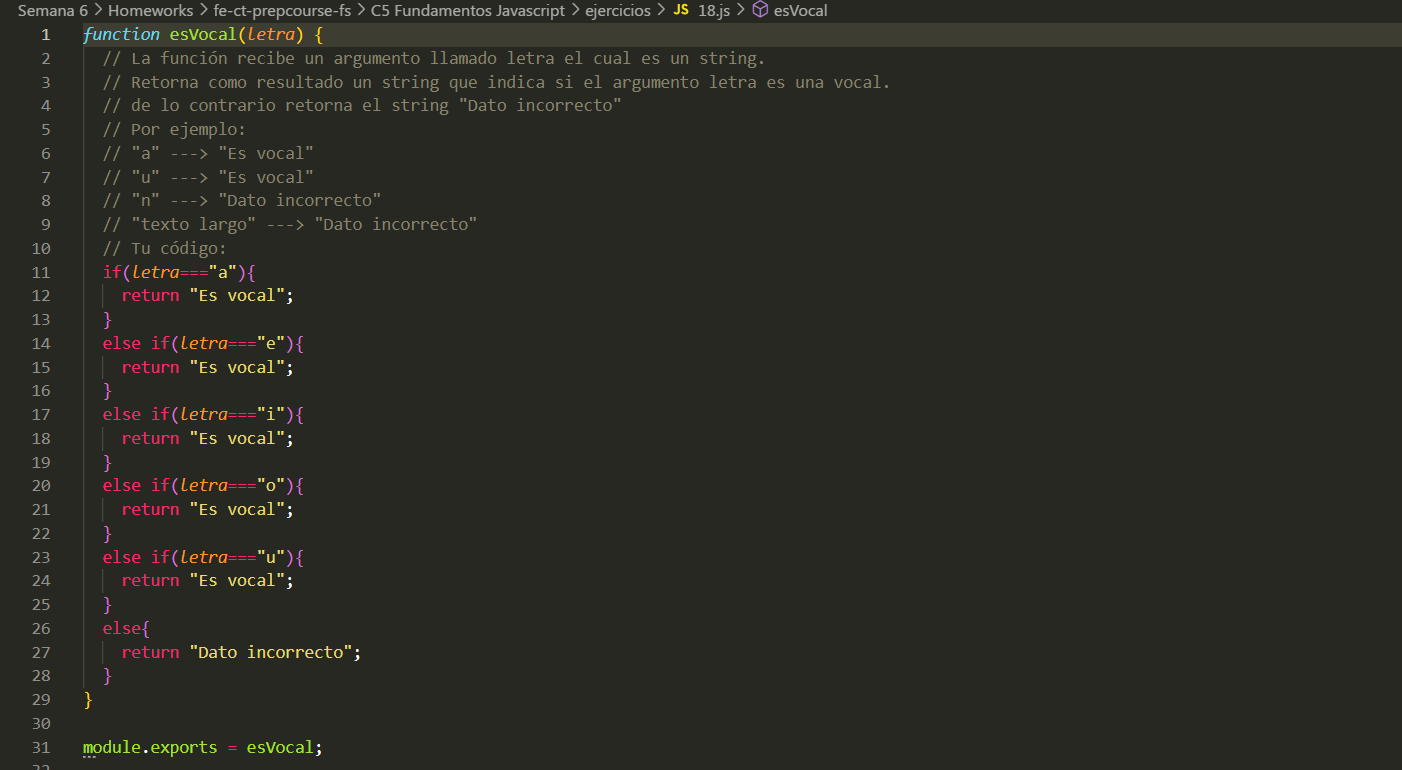 Semana 6 > Homeworks > fe-ct-prepcourse-fs > C5 Fundamentos Javascript > ejercicios > JS 18.js > esVocal
1 function esVocal(letra) {
2 // La función recibe un argumento llamado letra el cual es un string.
3 // Retorna como resultado un string que indica si el argumento letra es una vocal.
4 // de lo contrario retorna el string "Dato incorrecto"
5 // Por ejemplo:
6 // "a" ---> "Es vocal"
7 // "u" ---> "Es vocal"
8 // "n" ---> "Dato incorrecto"
9 // "texto largo" ---> "Dato incorrecto"
10 // Tu código:
11 if(letra==="a"){
12 return "Es vocal";
13 }
14 else if(letra==="e"){
15 return "Es vocal";
16 }
17 else if(letra==="i"){
18 return "Es vocal";
19 }
20 else if(letra==="o"){
21 return "Es vocal";
22 }
23 else if(letra==="u"){
24 return "Es vocal";
25 }
26 else{
27 return "Dato incorrecto";
28 }
29 }
30
31 module.exports = esVocal;
32